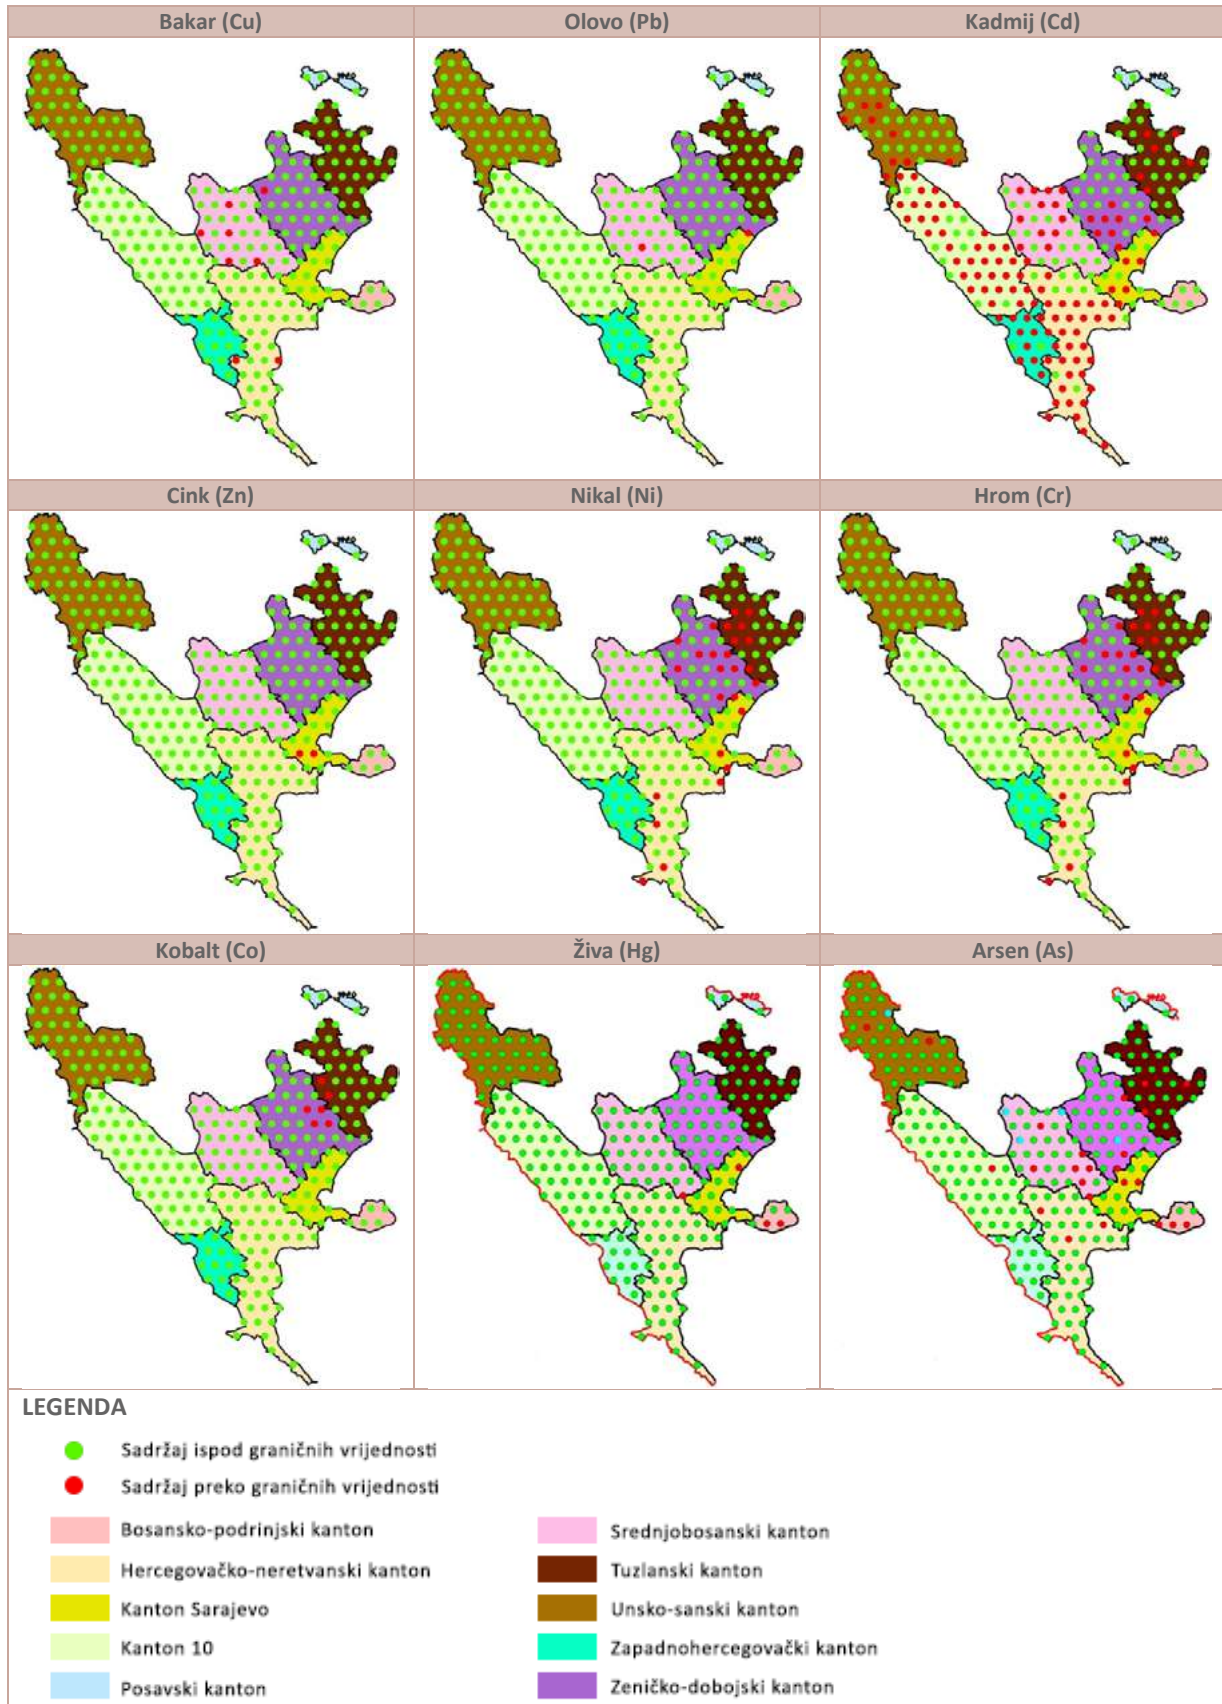 Bakar (Cu)
Olovo (Pb)
Kadmij (Cd)
Cink (Zn)
Nikal (Ni)
Hrom (Cr)
Kobalt (Co)
Živa (Hg)
Arsen (As)
LEGENDA
Sadržaj ispod graničnih vrijednosti
Sadržaj preko graničnih vrijednosti
Bosansko-podrinjski kanton
Hercegovačko-neretvanski kanton
Kanton Sarajevo
Kanton 10
Posavski kanton
Srednjobosanski kanton
Tuzlanski kanton
Unsko-sanski kanton
Zapadnohercegovački kanton
Zeničko-dobojski kanton